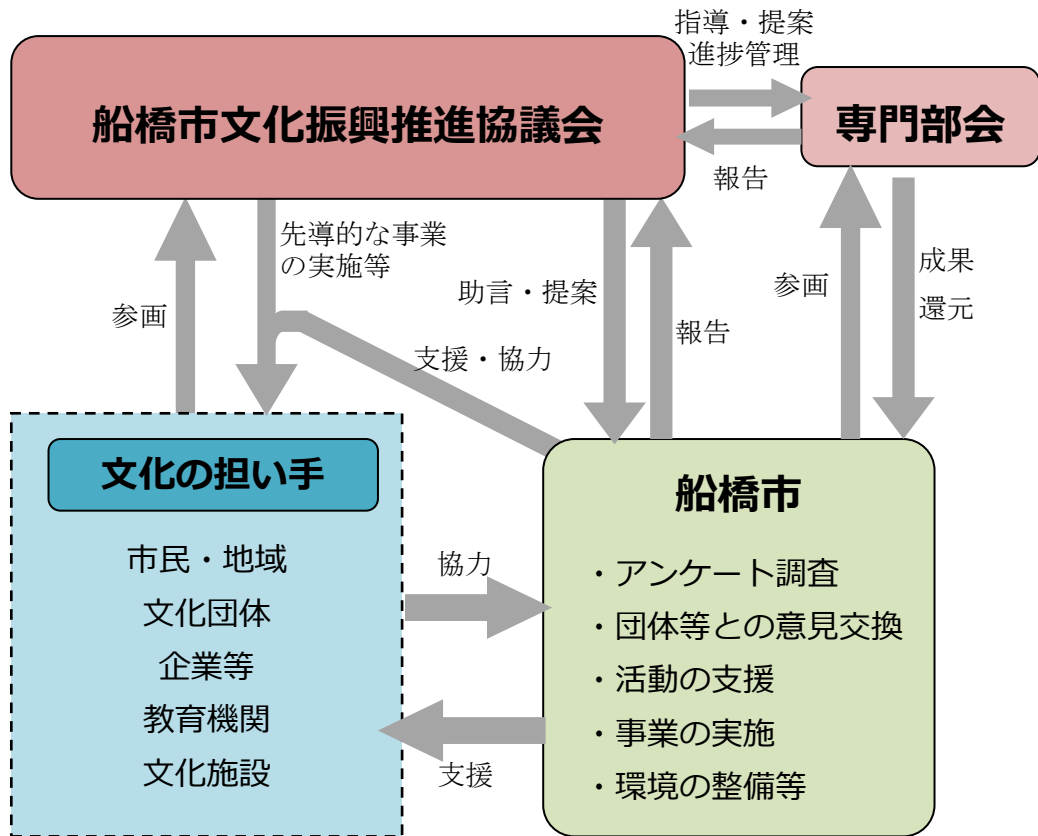 指導・提案
進捗管理
船橋市文化振興推進協議会
専門部会
報告
先導的な事業
の実施等
参画
助言・提案
報告
参画
成果
還元
支援・協力
文化の担い手
市民・地域
文化団体
企業等
教育機関
文化施設
協力
支援
船橋市
・アンケート調査
・団体等との意見交換
・活動の支援
・事業の実施
・環境の整備等